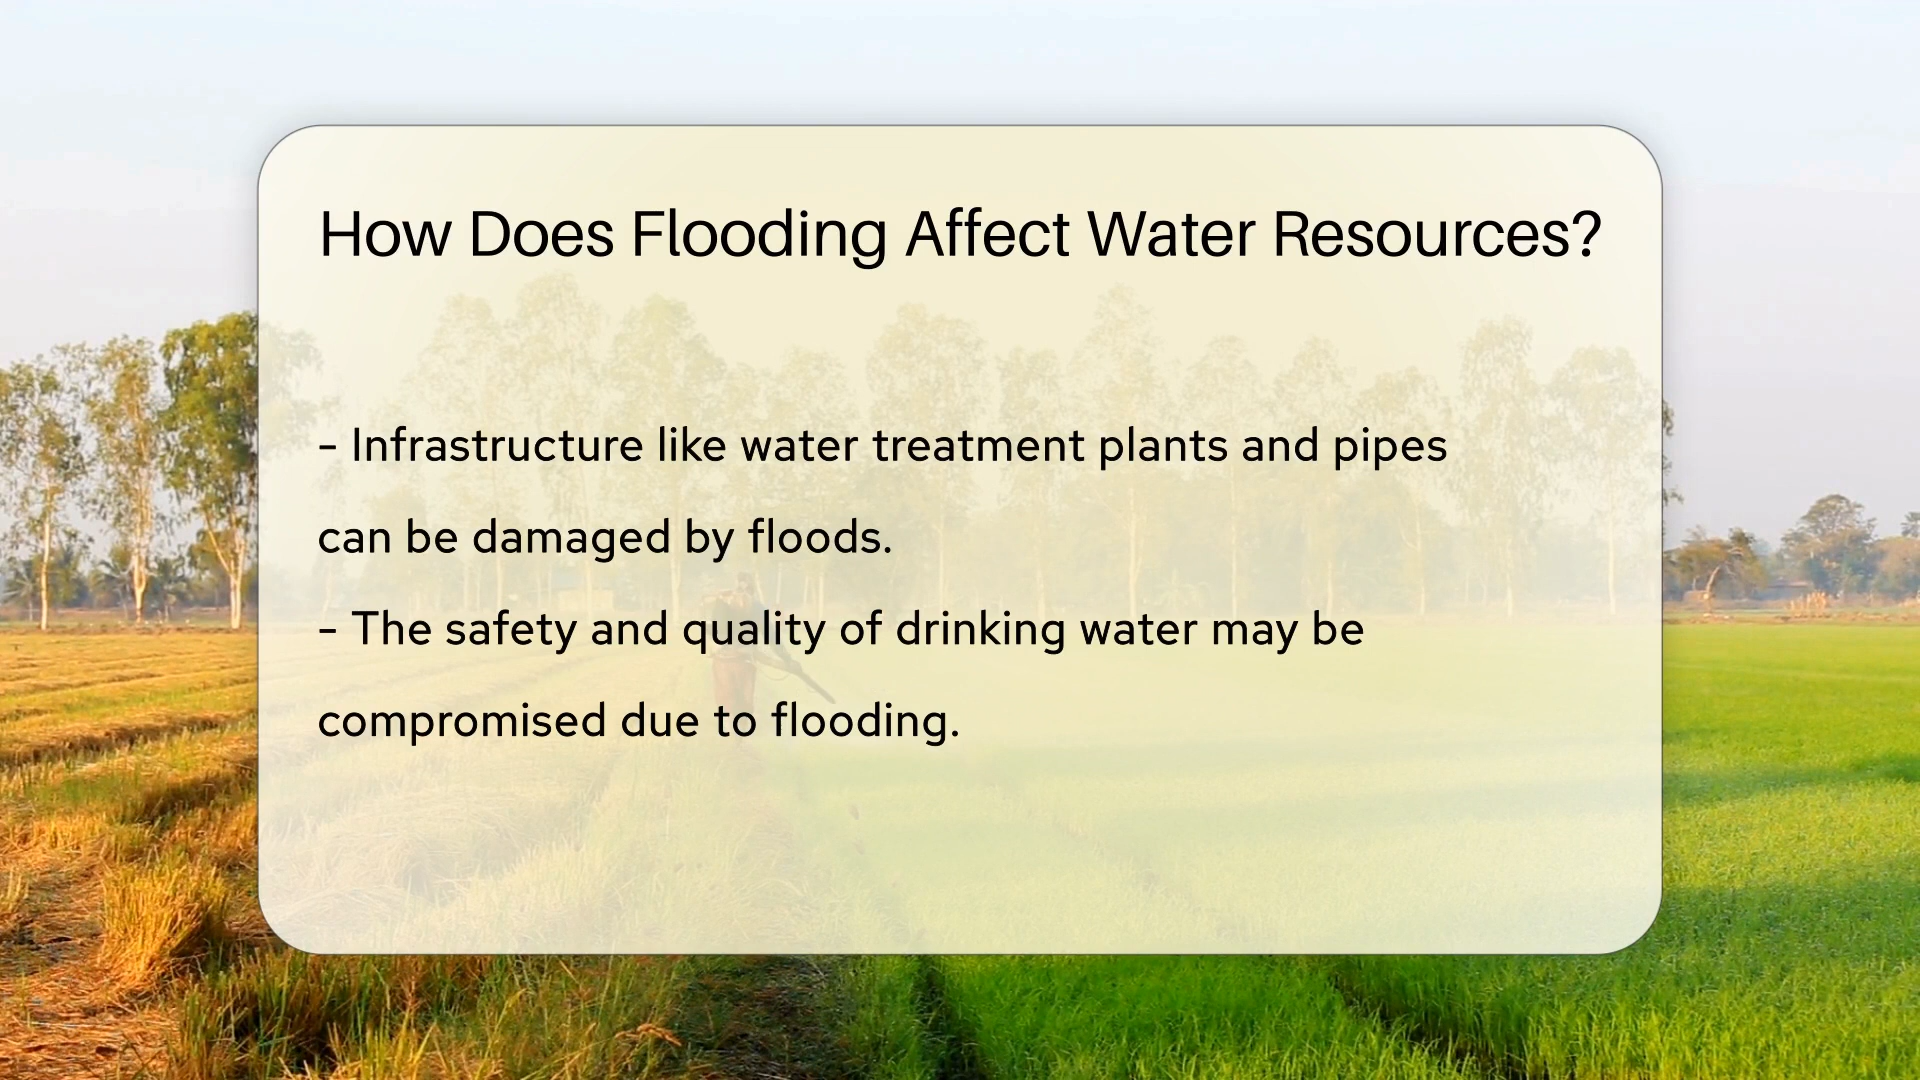 How Does Flooding Affect Water Resources?
- Infrastructure like water treatment plants and pipes
can be damaged by floods.
- The safety and quality of drinking water may be
compromised due to flooding.